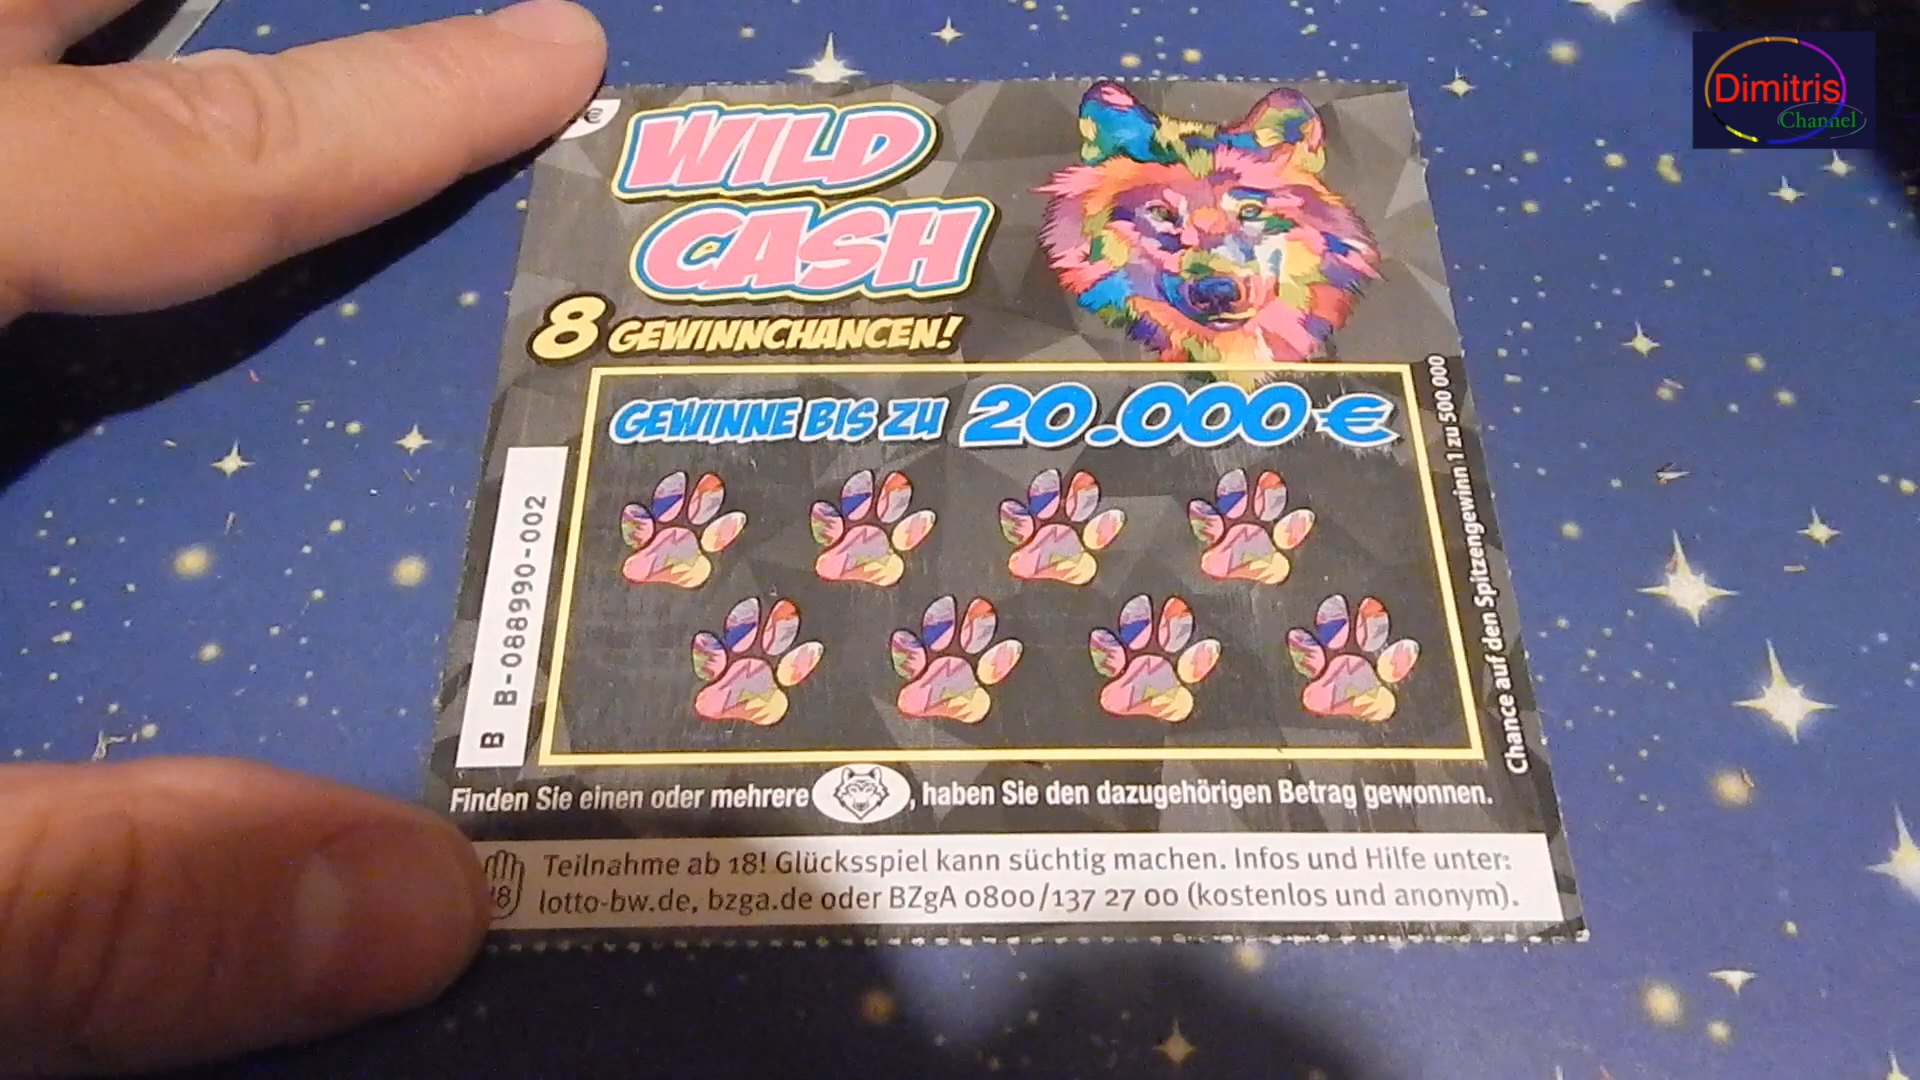 Dimitris
Channel
€
WILD
CASH
8 GEWINNCHANCEN!
GEWINNE BIS ZU 20.000 €
B B-088990-002
Chance auf den Spitzengewinn 1 zu 500 000
Finden Sie einen oder mehrere , haben Sie den dazugehörigen Betrag gewonnen.
18
Teilnahme ab 18! Glücksspiel kann süchtig machen. Infos und Hilfe unter:
lotto-bw.de, bzga.de oder BZgA 0800/137 27 00 (kostenlos und anonym).